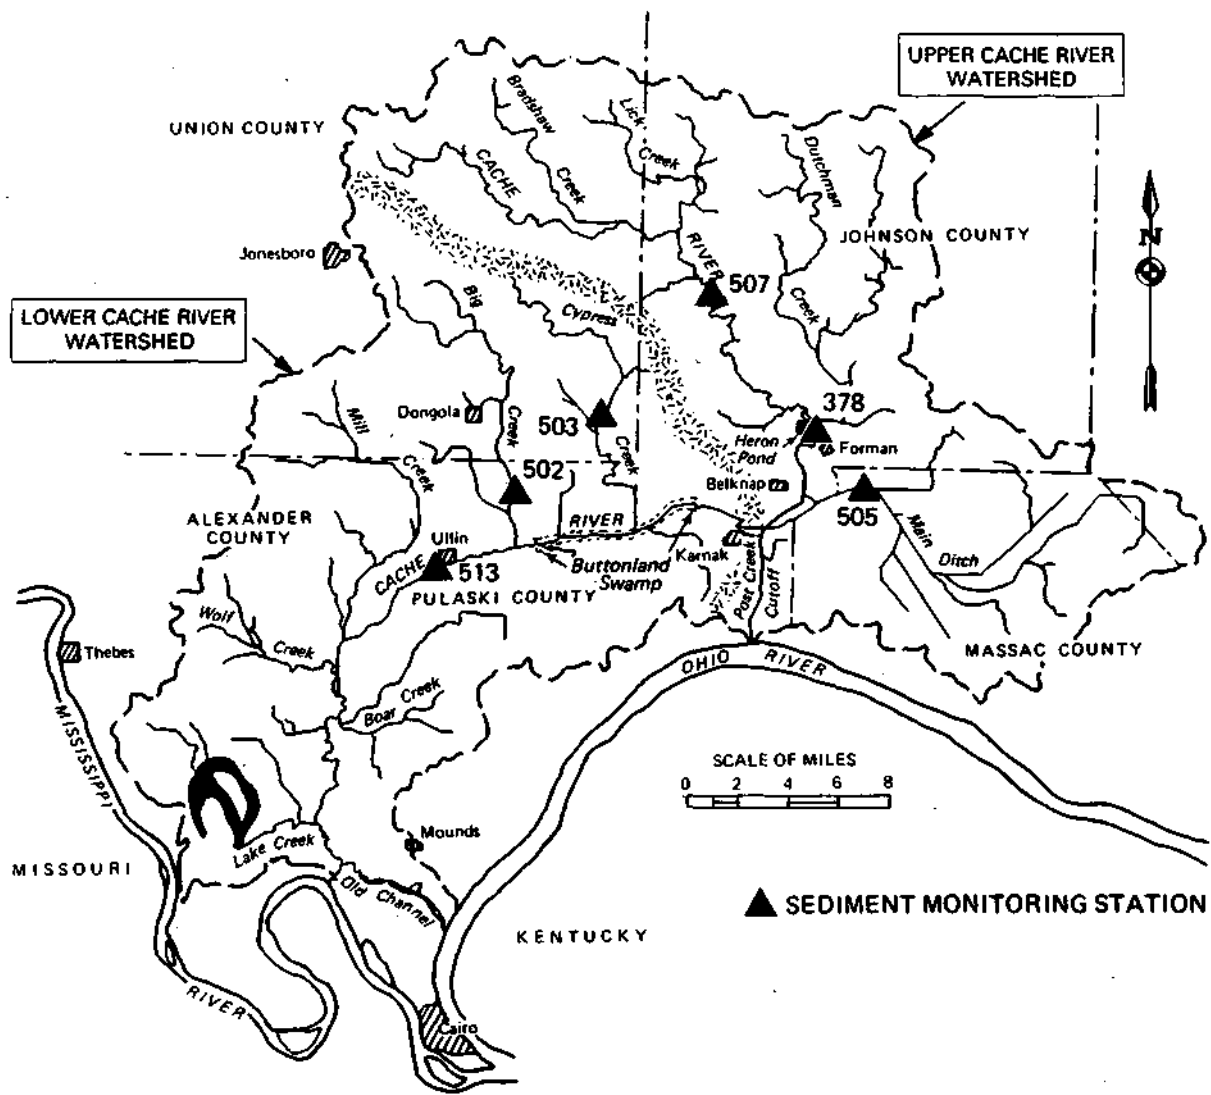 UPPER CACHE RIVER
WATERSHED
UNION COUNTY
Bradshaw
Creek
Lick
Creek
Dutchman
Creek
CACHE
RIVER
JOHNSON COUNTY
N
Jonesboro
507
LOWER CACHE RIVER
WATERSHED
Big
Creek
Cypress
Creek
Mill
Creek
Dongola
503
378
Heron
Pond
Forman
502
Belknap
505
ALEXANDER
COUNTY
Ullin
RIVER
CACHE
513
Buttonland
Swamp
Karnak
Post Creek
Cutoff
Main
Ditch
PULASKI COUNTY
Wolf
Creek
Thebes
MASSAC COUNTY
OHIO RIVER
Boar Creek
MISSISSIPPI
RIVER
SCALE OF MILES
0 2 4 6 8
Mounds
Lake Creek
MISSOURI
Old Channel
SEDIMENT MONITORING STATION
KENTUCKY
Cairo